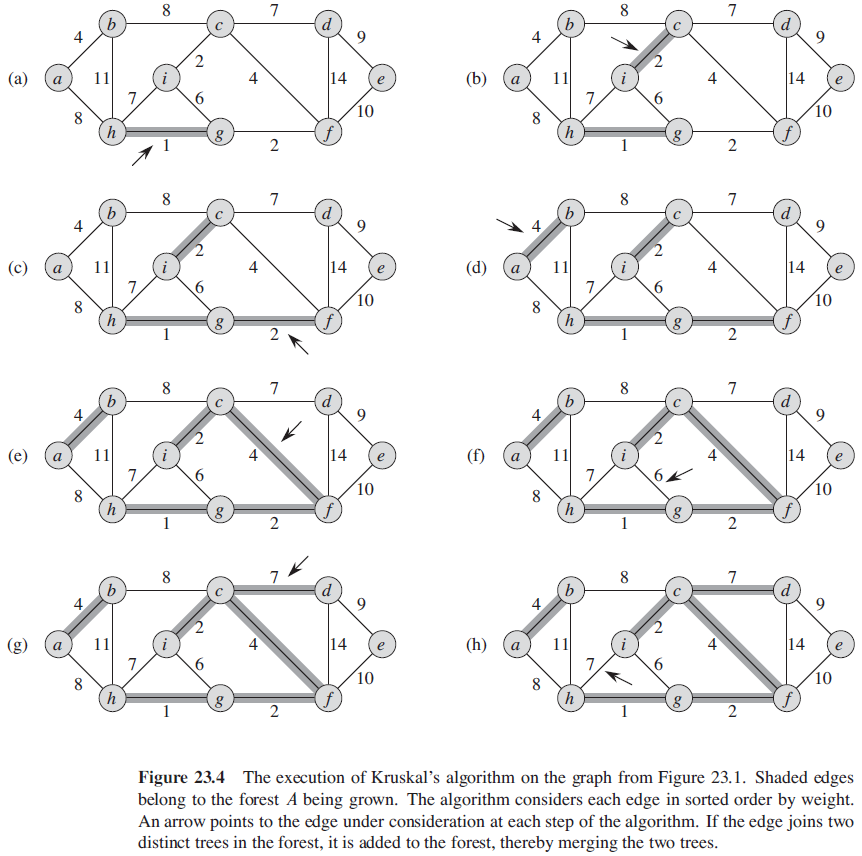 (a) a b c d e f g h i 4 8 7 9 8 11 7 2 6 4 14 10 1 2
(b) a b c d e f g h i 4 8 7 9 8 11 7 2 6 4 14 10 1 2
(c) a b c d e f g h i 4 8 7 9 8 11 7 2 6 4 14 10 1 2
(d) a b c d e f g h i 4 8 7 9 8 11 7 2 6 4 14 10 1 2
(e) a b c d e f g h i 4 8 7 9 8 11 7 2 6 4 14 10 1 2
(f) a b c d e f g h i 4 8 7 9 8 11 7 2 6 4 14 10 1 2
(g) a b c d e f g h i 4 8 7 9 8 11 7 2 6 4 14 10 1 2
(h) a b c d e f g h i 4 8 7 9 8 11 7 2 6 4 14 10 1 2
Figure 23.4 The execution of Kruskal's algorithm on the graph from Figure 23.1. Shaded edges
belong to the forest A being grown. The algorithm considers each edge in sorted order by weight.
An arrow points to the edge under consideration at each step of the algorithm. If the edge joins two
distinct trees in the forest, it is added to the forest, thereby merging the two trees.